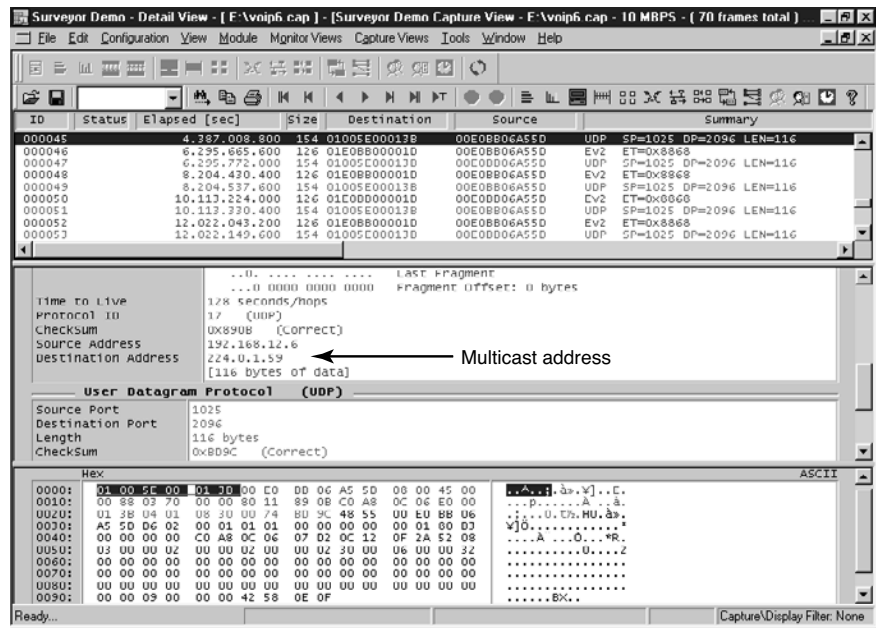 Surveyor Demo - Detail View - [ E:\voip6 cap ] - [Surveyor Demo Capture View - E:\voip6 cap - 10 MBPS - ( 70 frames total ) ...
File Edit Configuration View Module Monitor Views Capture Views Tools Window Help
ID Status Elapsed [sec] Size Destination Source Summary
000045 4.387.008.800 154 01005E00013B 00E0BB06A55D UDP SP=1025 DP=2096 LEN=116
000046 6.295.665.600 126 01E0BB00001D 00E0BB06A55D Ev2 ET=0x8868
000047 6.295.772.000 154 01005E00013B 00E0BB06A55D UDP SP=1025 DP=2096 LEN=116
000048 8.204.430.400 126 01E0BB00001D 00E0BB06A55D Ev2 ET=0x8868
000049 8.204.537.600 154 01005E00013B 00E0BB06A55D UDP SP=1025 DP=2096 LEN=116
000050 10.113.224.000 126 01E0BB00001D 00E0BB06A55D Ev2 ET=0x8868
000051 10.113.330.400 154 01005E00013B 00E0BB06A55D UDP SP=1025 DP=2096 LEN=116
000052 12.022.043.200 126 01E0BB00001D 00E0BB06A55D Ev2 ET=0x8868
000053 12.022.149.600 154 01005E00013B 00E0BB06A55D UDP SP=1025 DP=2096 LEN=116
..0. .... .... .... Last Fragment
...0 0000 0000 0000 Fragment Offset: 0 bytes
Time to Live 128 seconds/hops
Protocol ID 17 (UDP)
Checksum 0x890B (Correct)
Source Address 192.168.12.6
Destination Address 224.0.1.59
Multicast address
[116 bytes of data]
User Datagram Protocol (UDP)
Source Port 1025
Destination Port 2096
Length 116 bytes
Checksum 0xBD9C (Correct)
Hex ASCII
0000: 01 00 5E 00 01 3B 00 E0 BB 06 A5 5D 08 00 45 00
0010: 00 88 03 70 00 00 80 11 89 0B C0 A8 0C 06 E0 00
0020: 01 3B 04 01 08 30 00 74 BD 9C 48 55 00 E0 BB 06
0030: A5 5D D6 02 00 01 01 01 00 00 00 00 00 01 00 D3
0040: 00 00 00 00 C0 A8 0C 06 07 D2 0C 12 0F 2A 52 08
0050: 03 00 00 02 00 00 02 00 00 02 30 00 06 00 00 32
0060: 00 00 00 00 00 00 00 00 00 00 00 00 00 00 00 00
0070: 00 00 00 00 00 00 00 00 00 00 00 00 00 00 00 00
0080: 00 00 00 00 00 00 00 00 00 00 00 00 00 00 00 00
0090: 00 00 09 00 00 00 42 58 0E 0F ......BX..
Ready... Capture\Display Filter: None